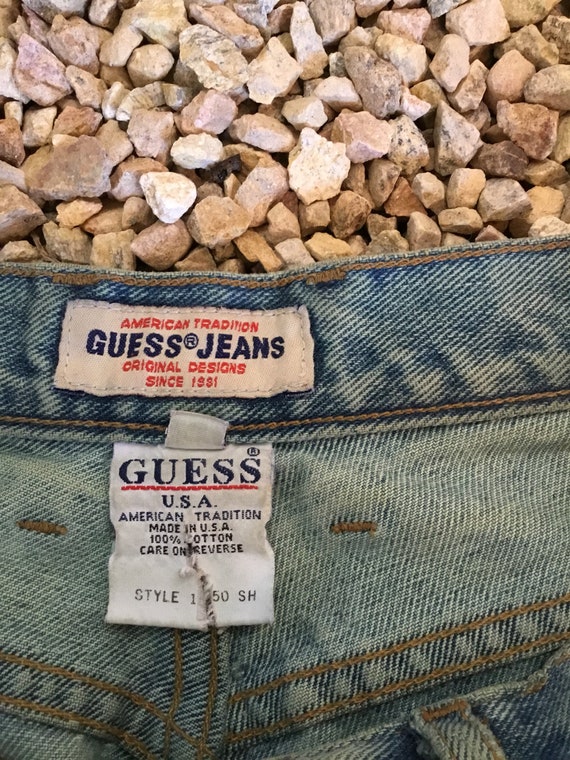 AMERICAN TRADITION
GUESS® JEANS
ORIGINAL DESIGNS
SINCE 1981
GUESS®
U.S.A.
AMERICAN TRADITION
MADE IN U.S.A.
100% COTTON
CARE ON REVERSE
STYLE 1 50 SH